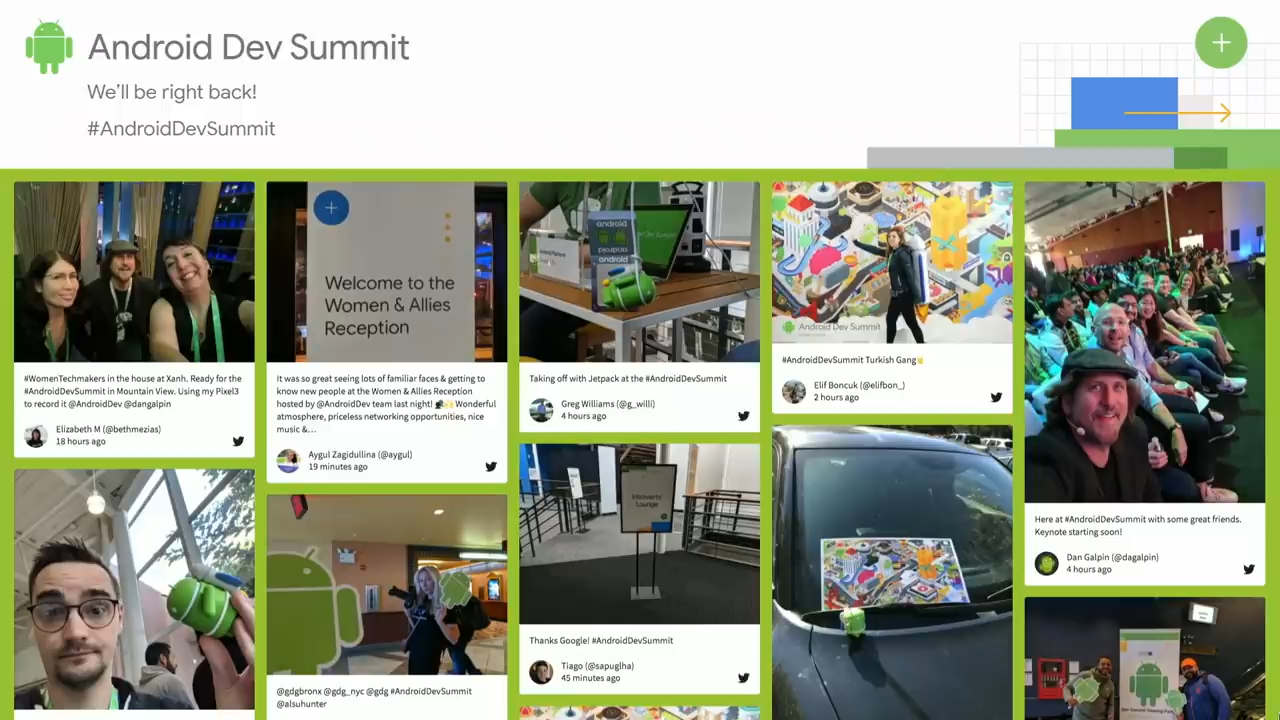 Android Dev Summit
We'll be right back!
#AndroidDevSummit
#WomenTechmakers in the house at Xanh. Ready for the
#AndroidDevSummit in Mountain View. Using my Pixel3
to record it @AndroidDev @dangalpin
Elizabeth M (@bethmezias)
18 hours ago
Welcome to the
Women & Allies
Reception
It was so great seeing lots of familiar faces & getting to
know new people at the Women & Allies Reception
hosted by @AndroidDev team last night! Wonderful
atmosphere, priceless networking opportunities, nice
music &...
Aygul Zagidullina (@aygul)
19 minutes ago
@gdgbronx @gdg_nyc @gdg #AndroidDevSummit
@alsuhunter
android
android
android
Taking off with Jetpack at the #AndroidDevSummit
Greg Williams (@g_willi)
4 hours ago
Introverts'
Lounge
Thanks Google! #AndroidDevSummit
Tiago (@sapuglha)
45 minutes ago
Android Dev Summit
#AndroidDevSummit Turkish Gang
Elif Boncuk (@elifbon_)
2 hours ago
Here at #AndroidDevSummit with some great friends.
Keynote starting soon!
Dan Galpin (@dagalpin)
4 hours ago